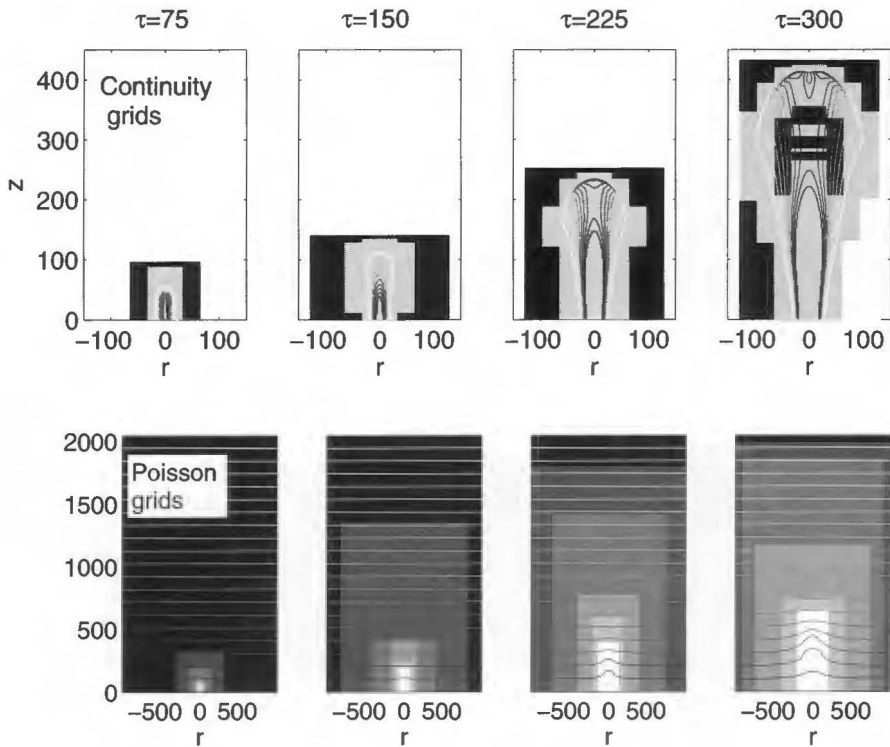 τ=75 τ=150 τ=225 τ=300
Continuity
grids
z
400
300
200
100
0
−100 0 100 −100 0 100 −100 0 100 −100 0 100
r r r r
2000
1500
1000
500
0
Poisson
grids
−500 0 500 −500 0 500 −500 0 500 −500 0 500
r r r r